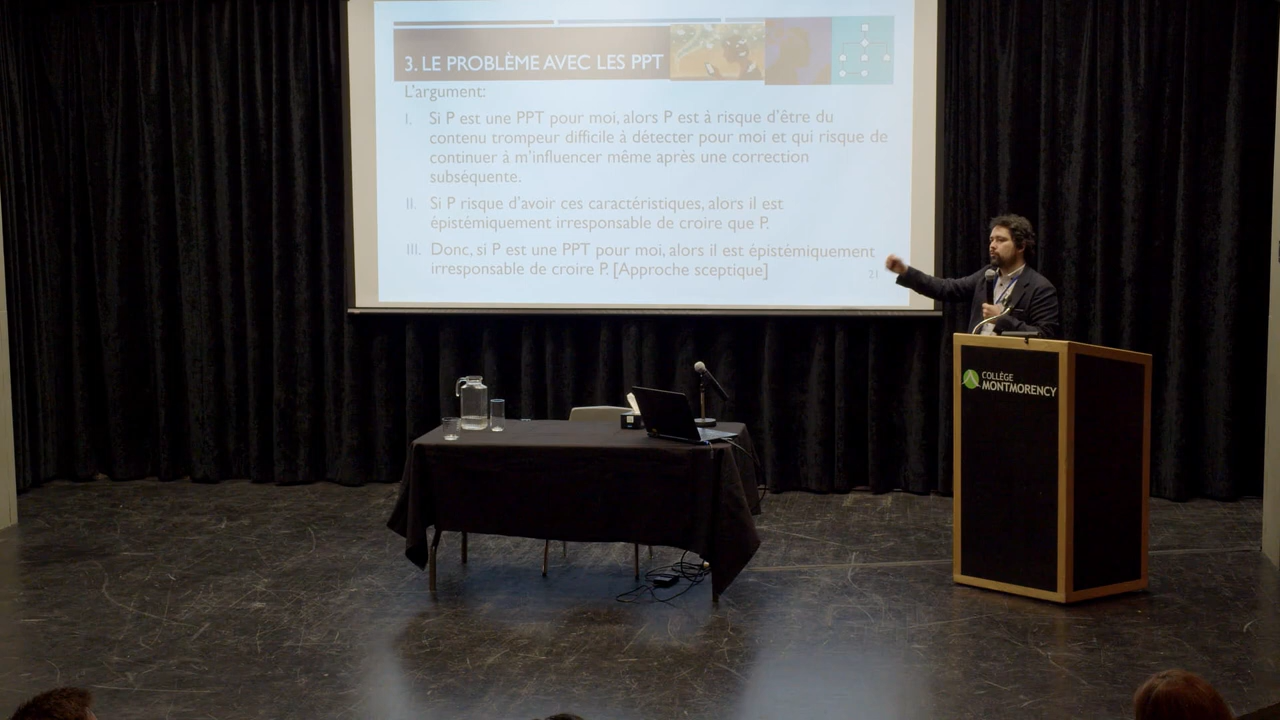 3. LE PROBLÈME AVEC LES PPT
L'argument:
I. Si P est une PPT pour moi, alors P est à risque d'être du
contenu trompeur difficile à détecter pour moi et qui risque de
continuer à m'influencer même après une correction
subséquente.
II. Si P risque d'avoir ces caractéristiques, alors il est
épistémiquement irresponsable de croire que P.
III. Donc, si P est une PPT pour moi, alors il est épistémiquement
irresponsable de croire P. [Approche sceptique]
21
COLLÈGE
MONTMORENCY